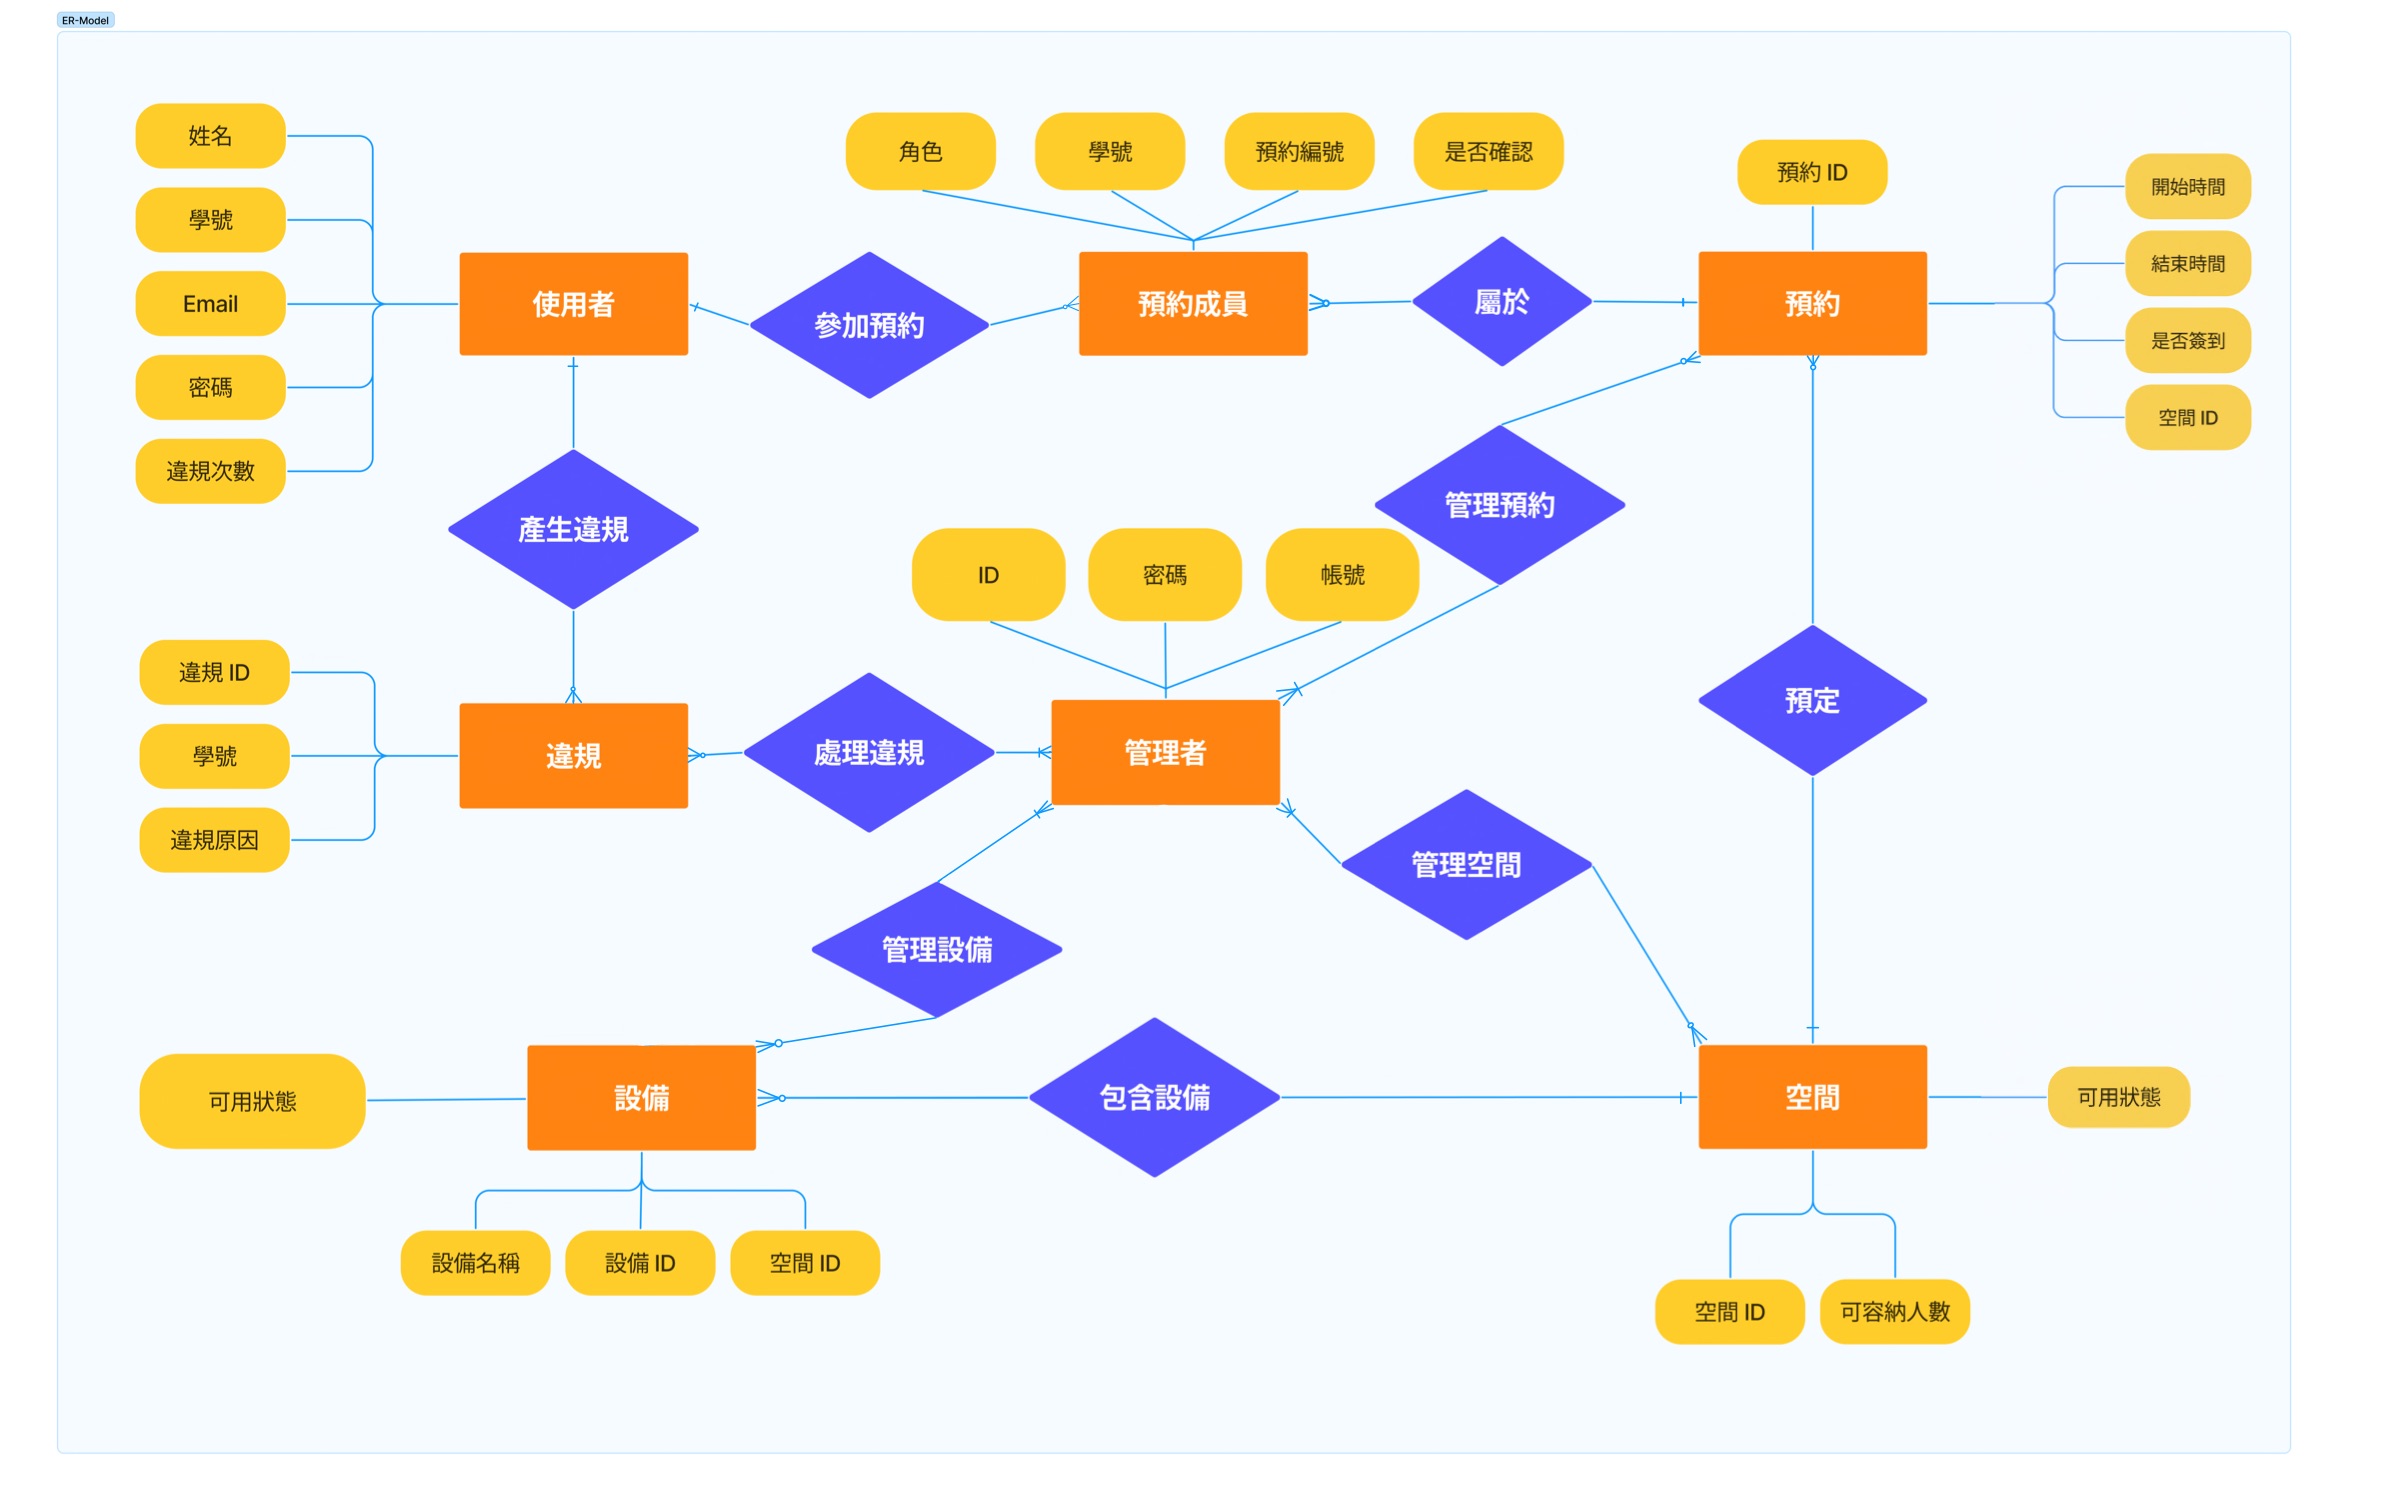 ER-Model
姓名
學號
Email
密碼
違規次數
角色
學號
預約編號
是否確認
預約 ID
開始時間
結束時間
是否簽到
空間 ID
使用者
參加預約
預約成員
屬於
預約
產生違規
管理預約
ID
密碼
帳號
違規 ID
學號
違規原因
違規
處理違規
管理者
預定
管理空間
管理設備
可用狀態
設備
包含設備
空間
可用狀態
設備名稱
設備 ID
空間 ID
空間 ID
可容納人數